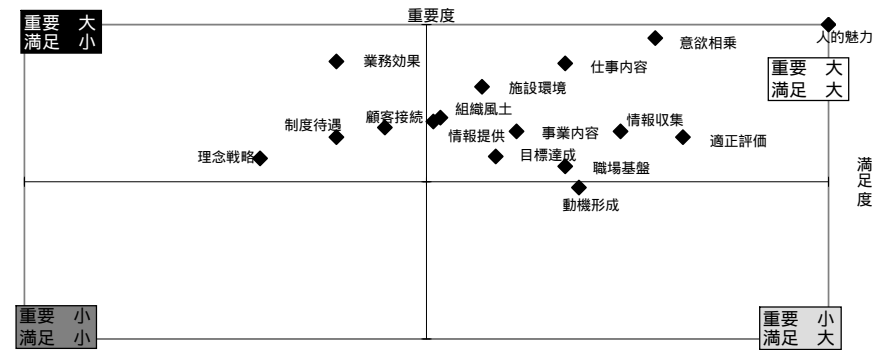 重要度
重要　大
満足　小
人的魅力
意欲相乗
業務効果
仕事内容
重要　大
満足　大
施設環境
組織風土
顧客接続
制度待遇
情報収集
情報提供
事業内容
適正評価
理念戦略
目標達成
職場基盤
満足度
動機形成
重要　小
満足　小
重要　小
満足　大